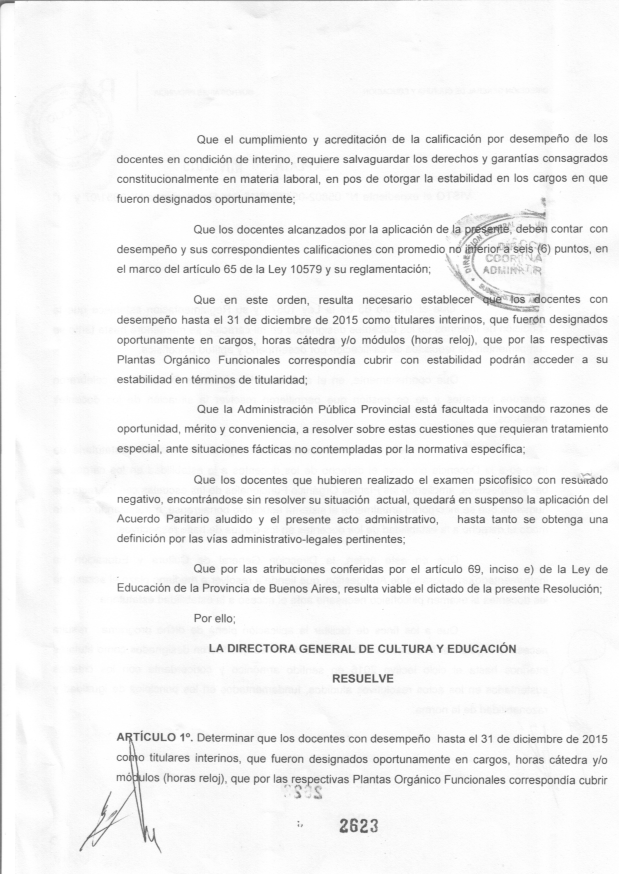 Que el cumplimiento y acreditación de la calificación por desempeño de los
docentes en condición de interino, requiere salvaguardar los derechos y garantías consagrados
constitucionalmente en materia laboral, en pos de otorgar la estabilidad en los cargos en que
fueron designados oportunamente;
Que los docentes alcanzados por la aplicación de la presente, deben contar con
desempeño y sus correspondientes calificaciones con promedio no inferior a seis (6) puntos, en
el marco del artículo 65 de la Ley 10579 y su reglamentación;
Que en este orden, resulta necesario establecer que los docentes con
desempeño hasta el 31 de diciembre de 2015 como titulares interinos, que fueron designados
oportunamente en cargos, horas cátedra y/o módulos (horas reloj), que por las respectivas
Plantas Orgánico Funcionales correspondía cubrir con estabilidad podrán acceder a su
estabilidad en términos de titularidad;
Que la Administración Pública Provincial está facultada invocando razones de
oportunidad, mérito y conveniencia, a resolver sobre estas cuestiones que requieran tratamiento
especial, ante situaciones fácticas no contempladas por la normativa específica;
Que los docentes que hubieren realizado el examen psicofísico con resultado
negativo, encontrándose sin resolver su situación actual, quedará en suspenso la aplicación del
Acuerdo Paritario aludido y el presente acto administrativo, hasta tanto se obtenga una
definición por las vías administrativo-legales pertinentes;
Que por las atribuciones conferidas por el artículo 69, inciso e) de la Ley de
Educación de la Provincia de Buenos Aires, resulta viable el dictado de la presente Resolución;
Por ello;
LA DIRECTORA GENERAL DE CULTURA Y EDUCACIÓN
RESUELVE
ARTÍCULO 1º. Determinar que los docentes con desempeño hasta el 31 de diciembre de 2015
como titulares interinos, que fueron designados oportunamente en cargos, horas cátedra y/o
módulos (horas reloj), que por las respectivas Plantas Orgánico Funcionales correspondía cubrir
2623